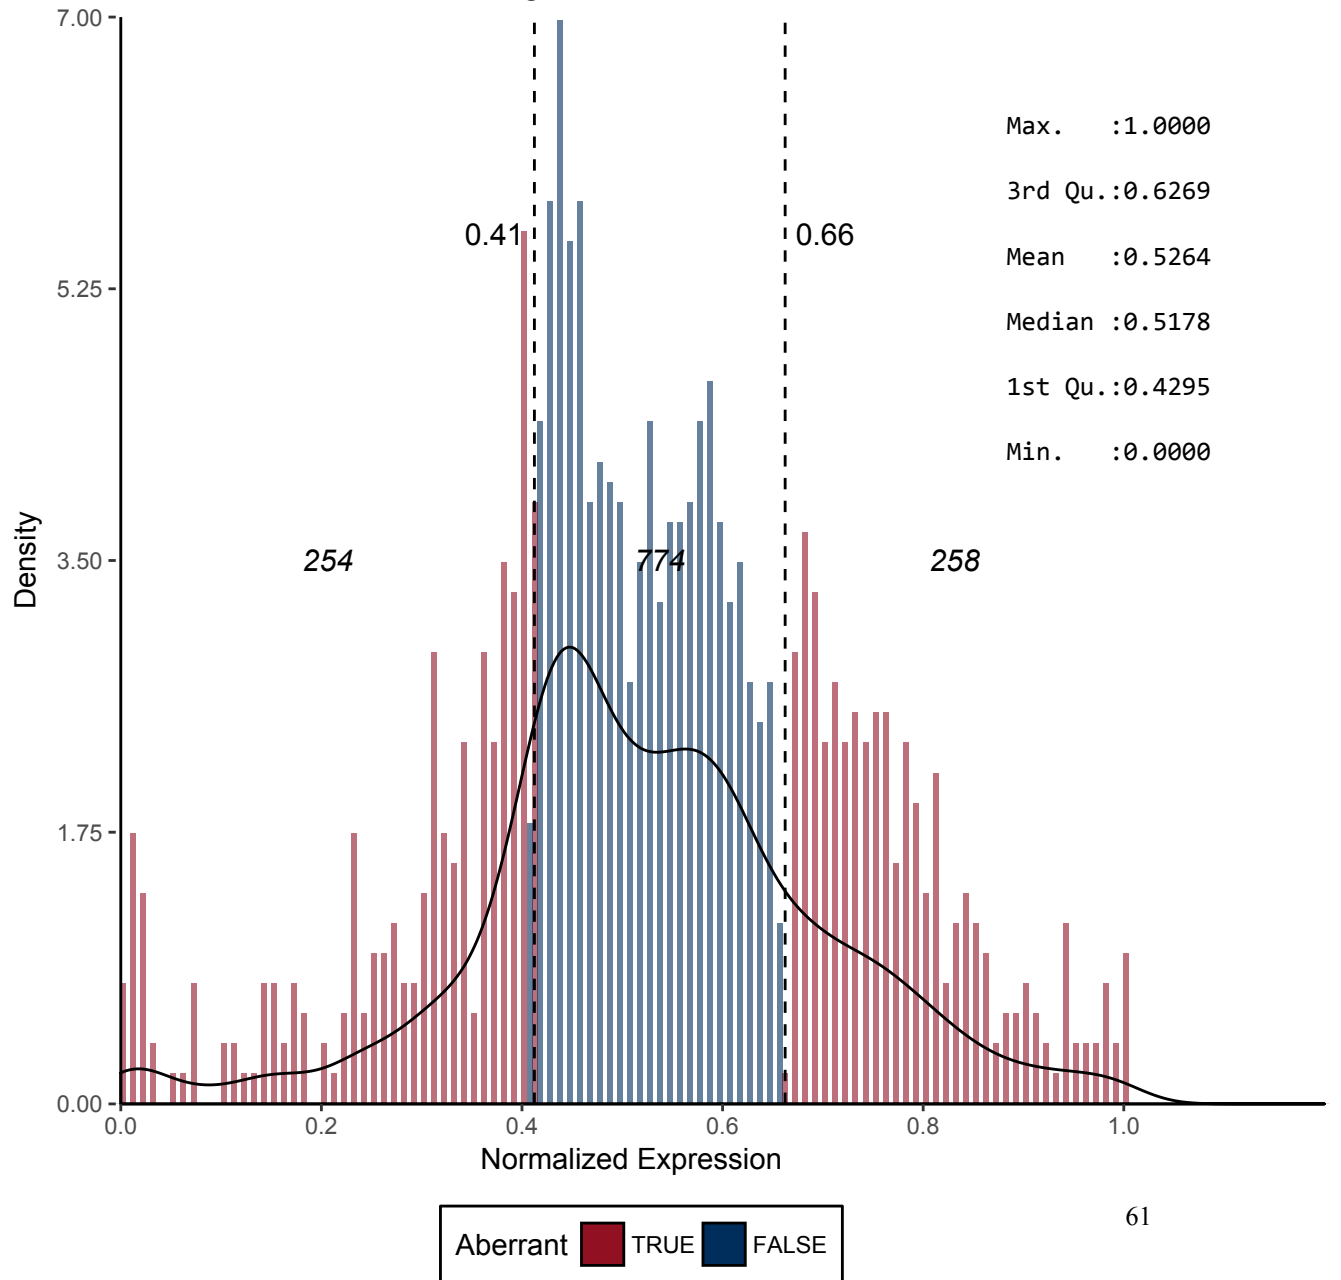 7.00
5.25
3.50
1.75
0.00
Density
0.41
0.66
254
774
258
Max. :1.0000
3rd Qu.:0.6269
Mean :0.5264
Median :0.5178
1st Qu.:0.4295
Min. :0.0000
0.0 0.2 0.4 0.6 0.8 1.0
Normalized Expression
Aberrant TRUE FALSE
61